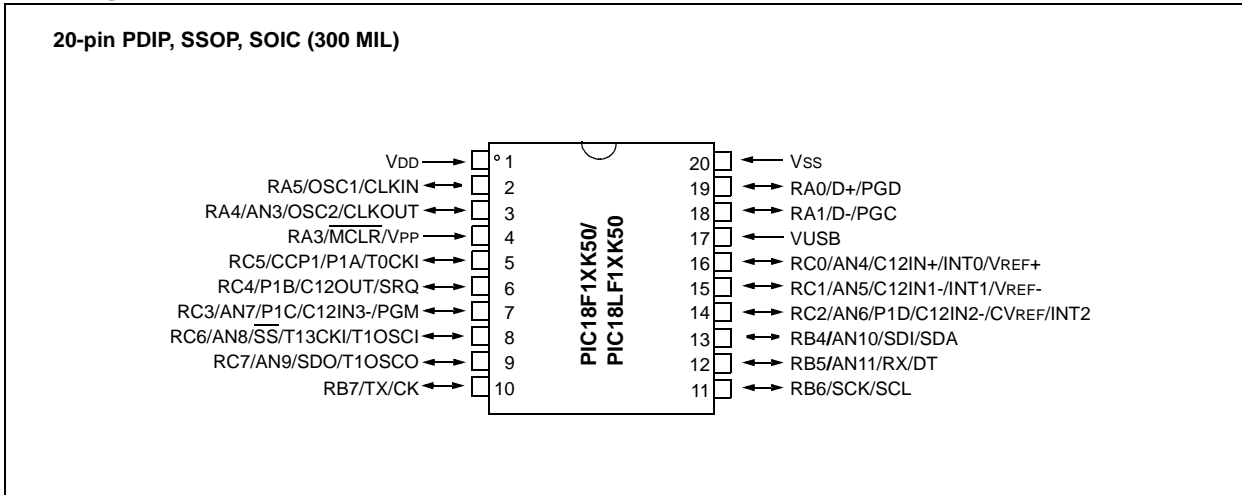 20-pin PDIP, SSOP, SOIC (300 MIL)
VDD 1
RA5/OSC1/CLKIN 2
RA4/AN3/OSC2/CLKOUT 3
RA3/MCLR/VPP 4
RC5/CCP1/P1A/T0CKI 5
RC4/P1B/C12OUT/SRQ 6
RC3/AN7/P1C/C12IN3-/PGM 7
RC6/AN8/SS/T13CKI/T1OSCI 8
RC7/AN9/SDO/T1OSCO 9
RB7/TX/CK 10
PIC18F1XK50/
PIC18LF1XK50
20 VSS
19 RA0/D+/PGD
18 RA1/D-/PGC
17 VUSB
16 RC0/AN4/C12IN+/INT0/VREF+
15 RC1/AN5/C12IN1-/INT1/VREF-
14 RC2/AN6/P1D/C12IN2-/CVREF/INT2
13 RB4/AN10/SDI/SDA
12 RB5/AN11/RX/DT
11 RB6/SCK/SCL